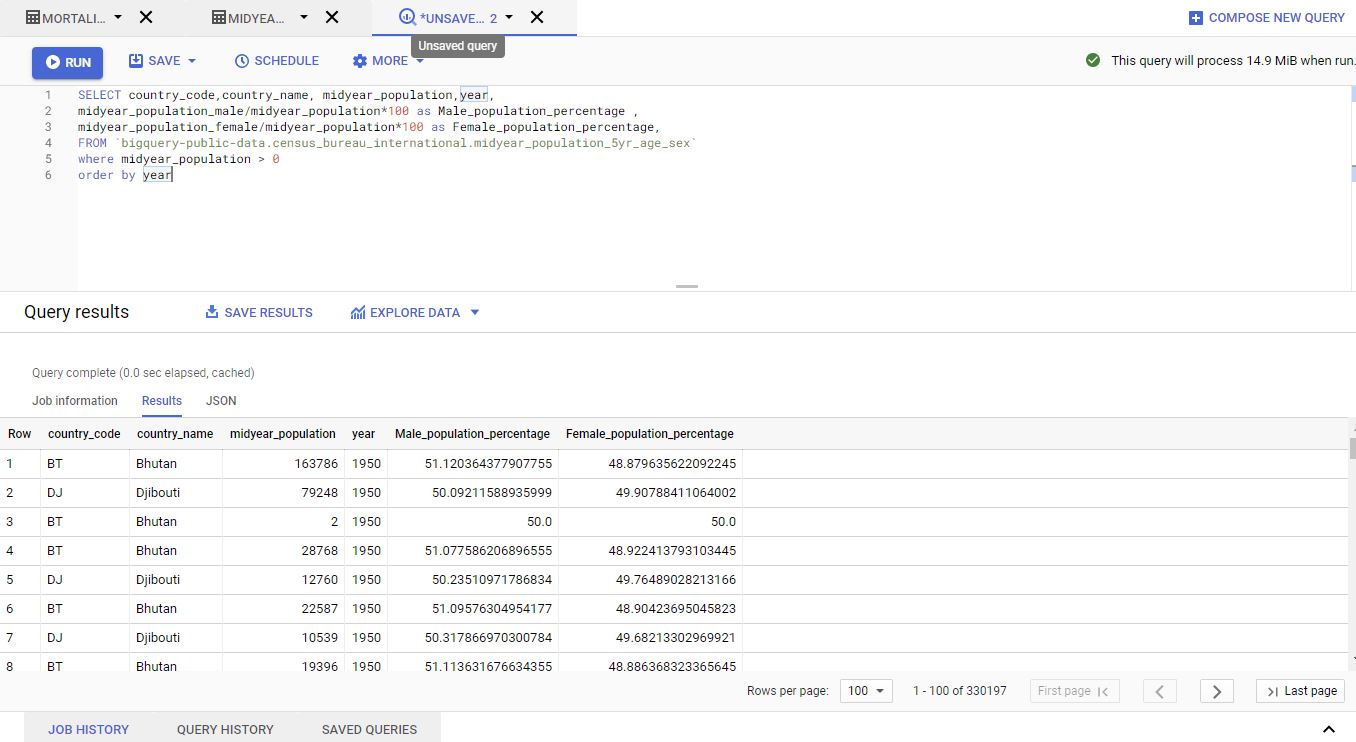 MORTALI...
MIDYEA...
*UNSAVE... 2
COMPOSE NEW QUERY
Unsaved query
RUN
SAVE
SCHEDULE
MORE
This query will process 14.9 MiB when run.
1 SELECT country_code,country_name, midyear_population,year,
2 midyear_population_male/midyear_population*100 as Male_population_percentage ,
3 midyear_population_female/midyear_population*100 as Female_population_percentage,
4 FROM `bigquery-public-data.census_bureau_international.midyear_population_5yr_age_sex`
5 where midyear_population > 0
6 order by year
Query results
SAVE RESULTS
EXPLORE DATA
Query complete (0.0 sec elapsed, cached)
Job information Results JSON
Row country_code country_name midyear_population year Male_population_percentage Female_population_percentage
1 BT Bhutan 163786 1950 51.120364377907755 48.879635622092245
2 DJ Djibouti 79248 1950 50.09211588935999 49.90788411064002
3 BT Bhutan 2 1950 50.0 50.0
4 BT Bhutan 28768 1950 51.077586206896555 48.922413793103445
5 DJ Djibouti 12760 1950 50.23510971786834 49.76489028213166
6 BT Bhutan 22587 1950 51.09576304954177 48.90423695045823
7 DJ Djibouti 10539 1950 50.317866970300784 49.68213302969921
8 BT Bhutan 19396 1950 51.113631676634355 48.886368323365645
Rows per page: 100 1 - 100 of 330197 First page Last page
JOB HISTORY QUERY HISTORY SAVED QUERIES